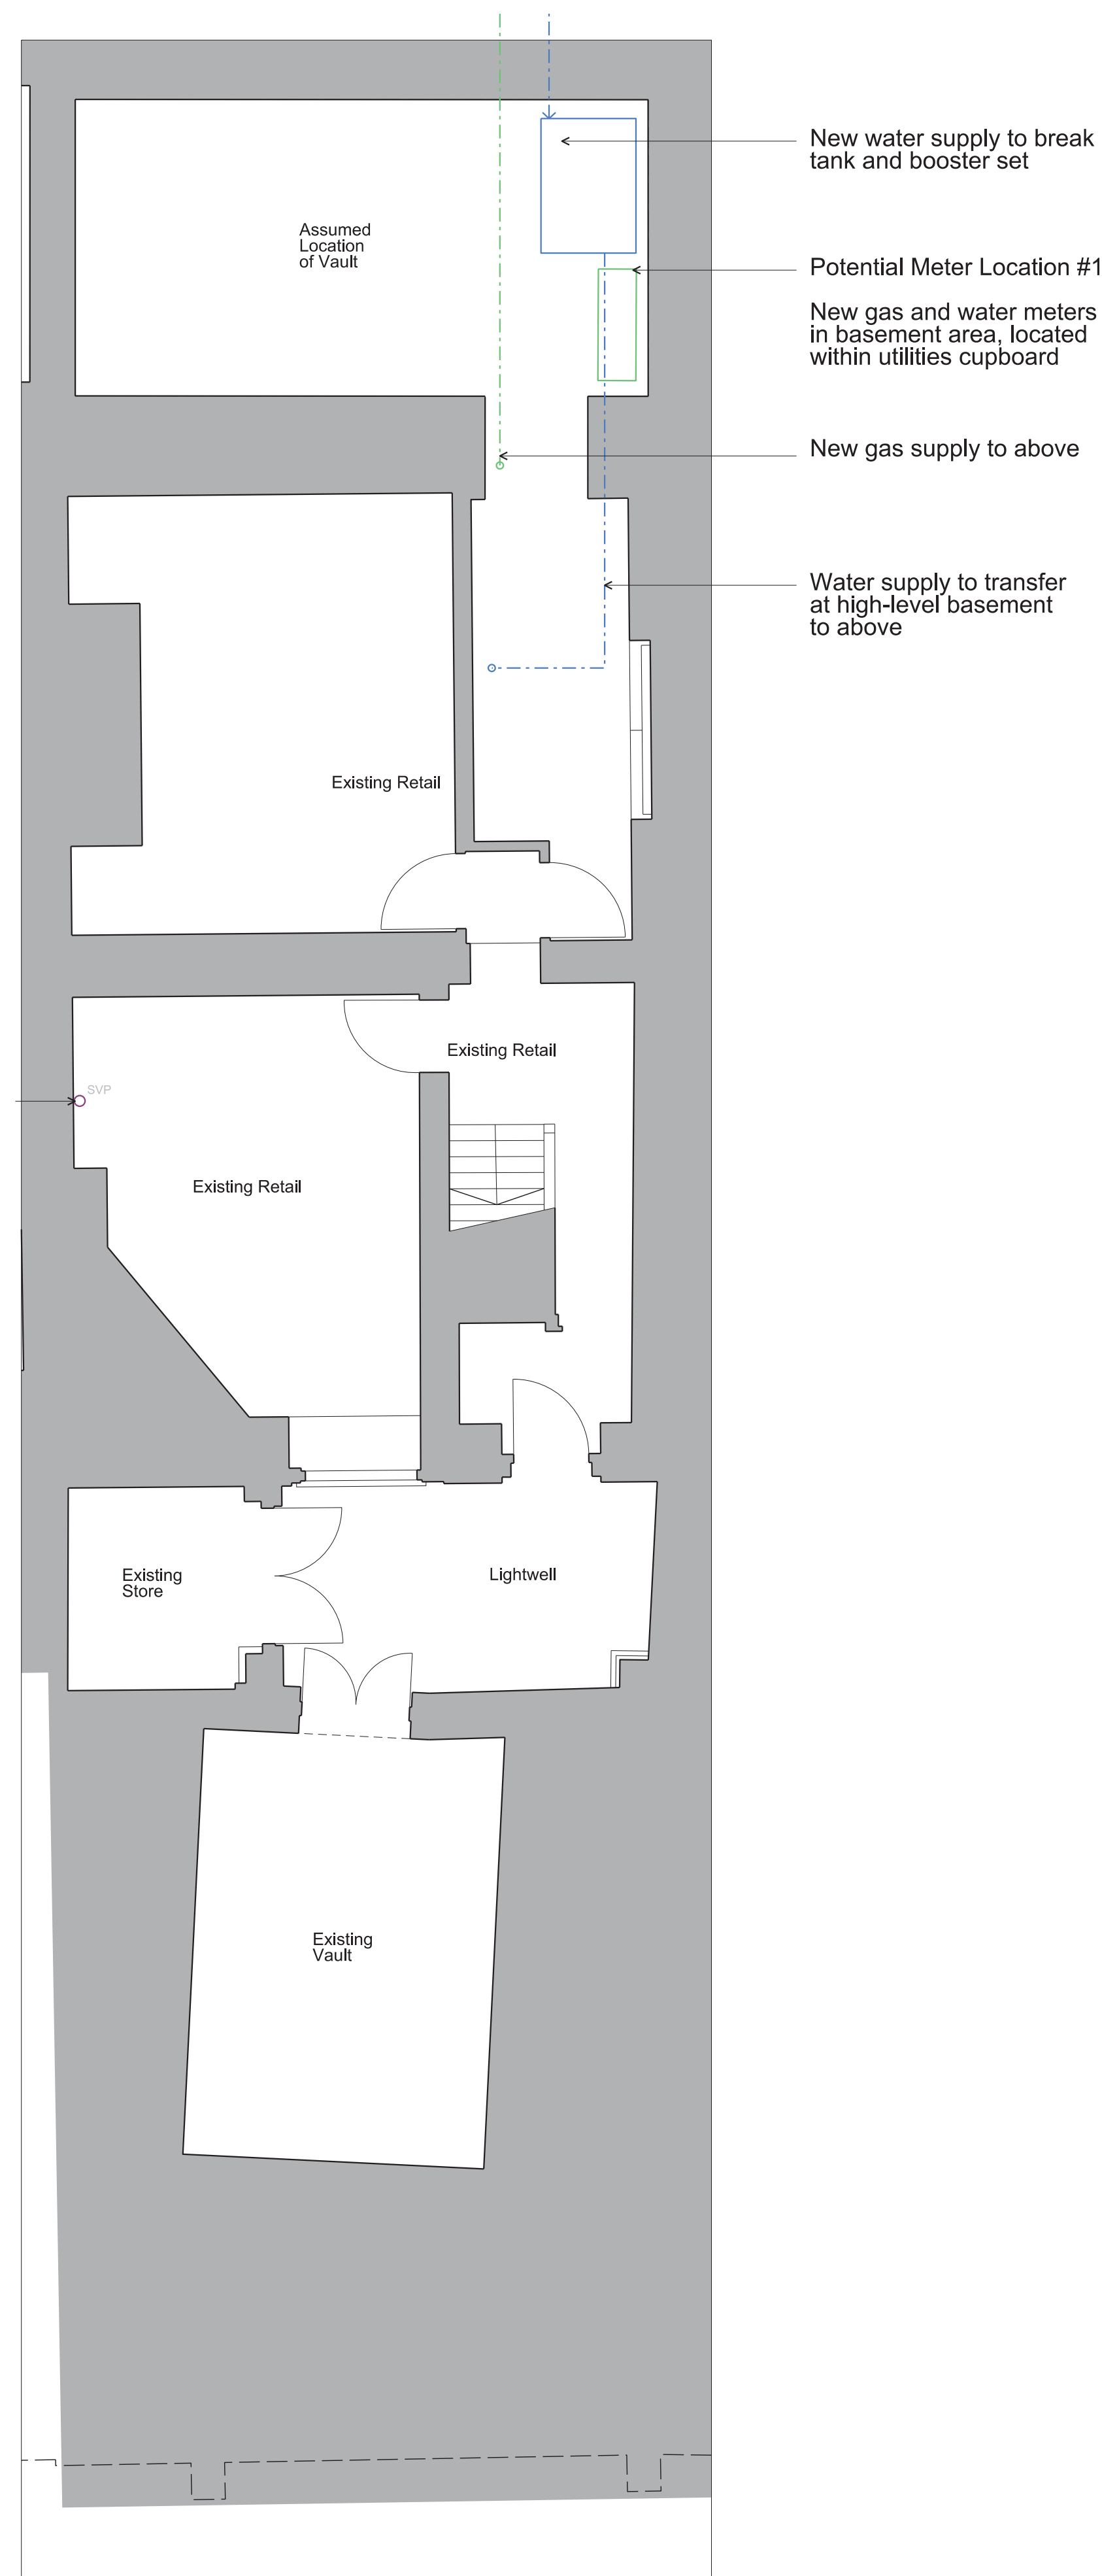 New water supply to break
tank and booster set
Assumed
Location
of Vault
Potential Meter Location #1
New gas and water meters
in basement area, located
within utilities cupboard
New gas supply to above
Water supply to transfer
at high-level basement
to above
Existing Retail
Existing Retail
SVP
Existing Retail
Existing
Store
Lightwell
Existing
Vault